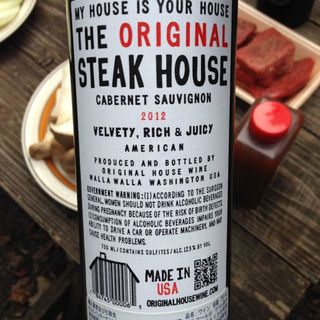 MY HOUSE IS YOUR HOUSE
THE ORIGINAL
STEAK HOUSE
CABERNET SAUVIGNON
2012
VELVETY, RICH & JUICY
AMERICAN
PRODUCED AND BOTTLED BY
ORIGINAL HOUSE WINE
WALLA WALLA WASHINGTON USA
GOVERNMENT WARNING: (1) ACCORDING TO THE SURGEON
GENERAL, WOMEN SHOULD NOT DRINK ALCOHOLIC BEVERAGES
DURING PREGNANCY BECAUSE OF THE RISK OF BIRTH DEFECTS.
(2) CONSUMPTION OF ALCOHOLIC BEVERAGES IMPAIRS YOUR
ABILITY TO DRIVE A CAR OR OPERATE MACHINERY, AND MAY
CAUSE HEALTH PROBLEMS.
750 ML / CONTAINS SULFITES / ALC. 12.5% BY VOL.
MADE IN
USA
ORIGINALHOUSEWINE.COM